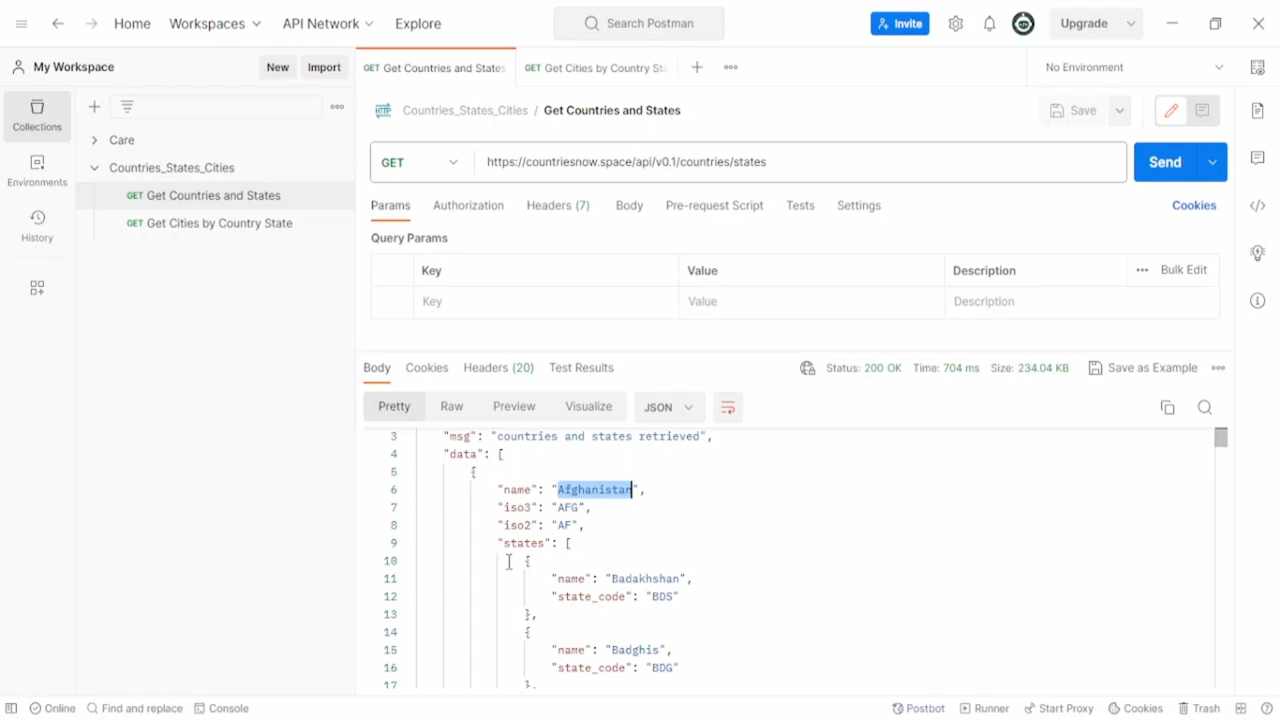 Home
Workspaces
API Network
Explore
Search Postman
Invite
Upgrade
My Workspace
New
Import
GET Get Countries and States
GET Get Cities by Country Sta
No Environment
Collections
Environments
History
Care
Countries_States_Cities
GET Get Countries and States
GET Get Cities by Country State
HTTP
Countries_States_Cities / Get Countries and States
Save
GET
https://countriesnow.space/api/v0.1/countries/states
Send
Params
Authorization
Headers (7)
Body
Pre-request Script
Tests
Settings
Cookies
Query Params
Key Value Description Bulk Edit
Key Value Description
Body
Cookies
Headers (20)
Test Results
Status: 200 OK Time: 704 ms Size: 234.04 KB
Save as Example
Pretty
Raw
Preview
Visualize
JSON
3 "msg": "countries and states retrieved",
4 "data": [
5 {
6 "name": "Afghanistan",
7 "iso3": "AFG",
8 "iso2": "AF",
9 "states": [
10 {
11 "name": "Badakhshan",
12 "state_code": "BDS"
13 },
14 {
15 "name": "Badghis",
16 "state_code": "BDG"
17 },
Online
Find and replace
Console
Postbot
Runner
Start Proxy
Cookies
Trash